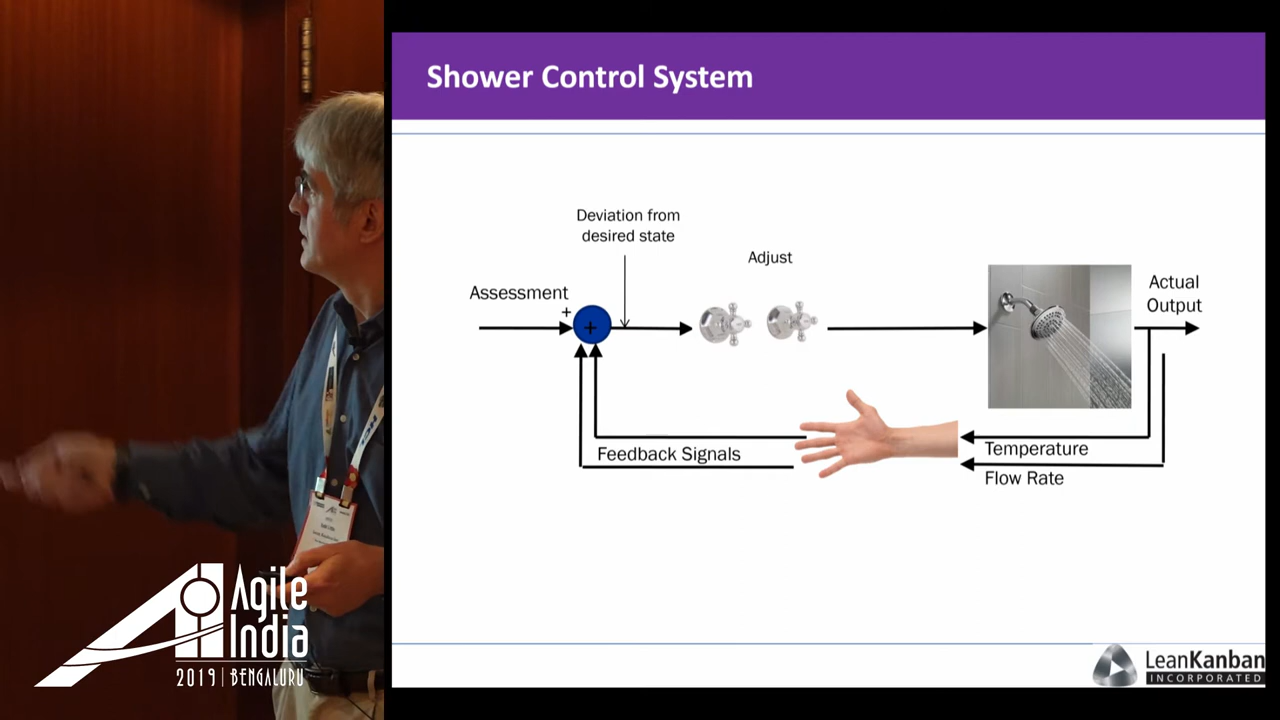 Shower Control System
Deviation from
desired state
Adjust
Assessment
+
+
Actual
Output
Feedback Signals
Temperature
Flow Rate
Agile
India
2019 | BENGALURU
LeanKanban
INCORPORATED